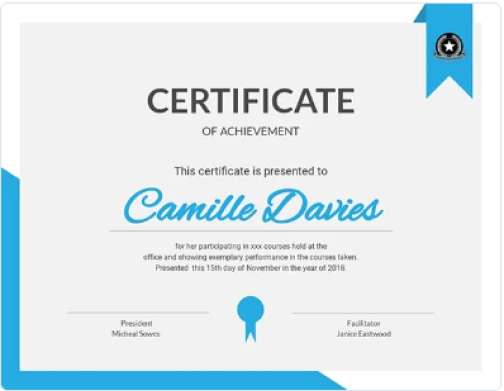 CERTIFICATE
OF ACHIEVEMENT
This certificate is presented to
Camille Davies
for her participating in xxx courses held at the
office and showing exemplary performance in the courses taken.
Presented this 15th day of November in the year of 2018.
President
Micheal Sowes
Facilitator
Janice Eastwood